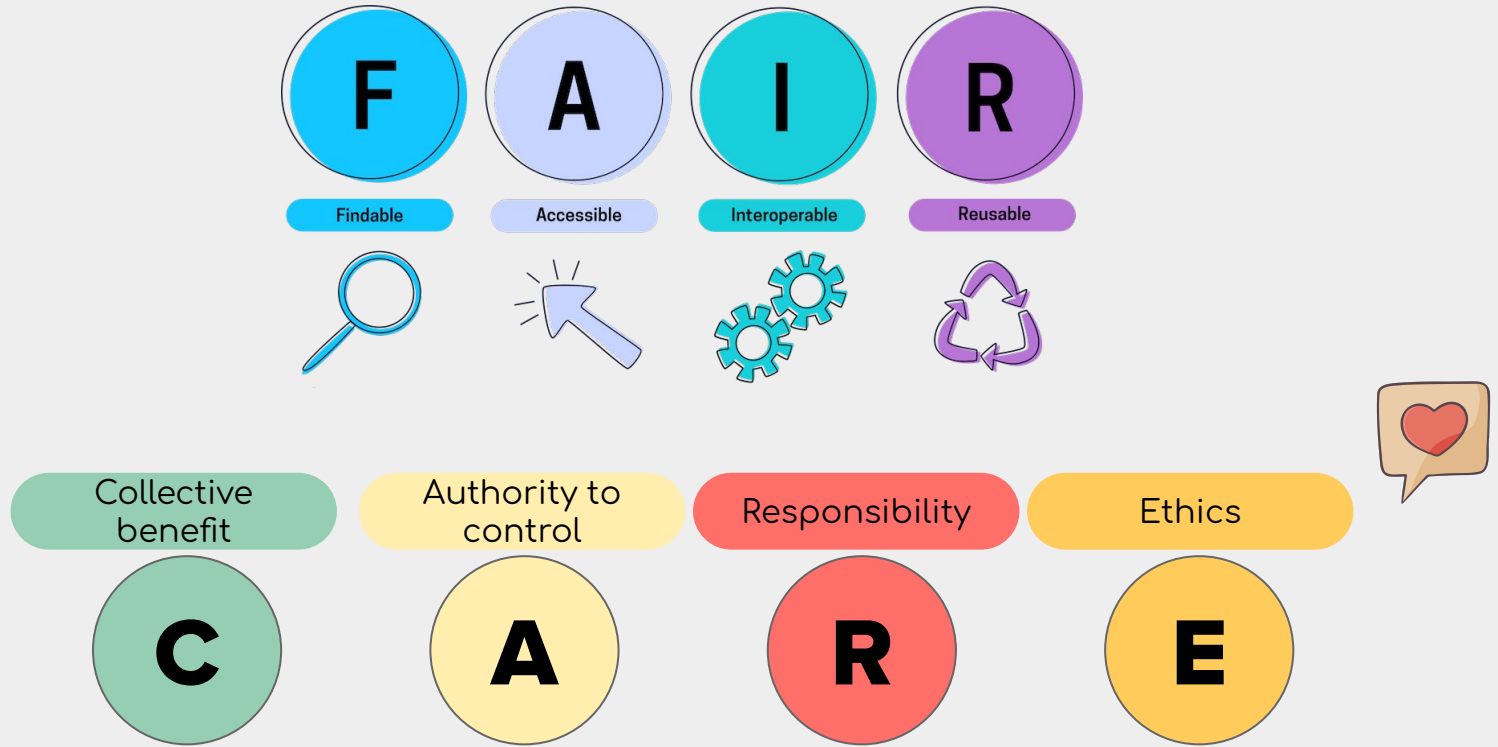 F A I R
Findable Accessible Interoperable Reusable
Collective
benefit
Authority to
control
Responsibility
Ethics
C A R E